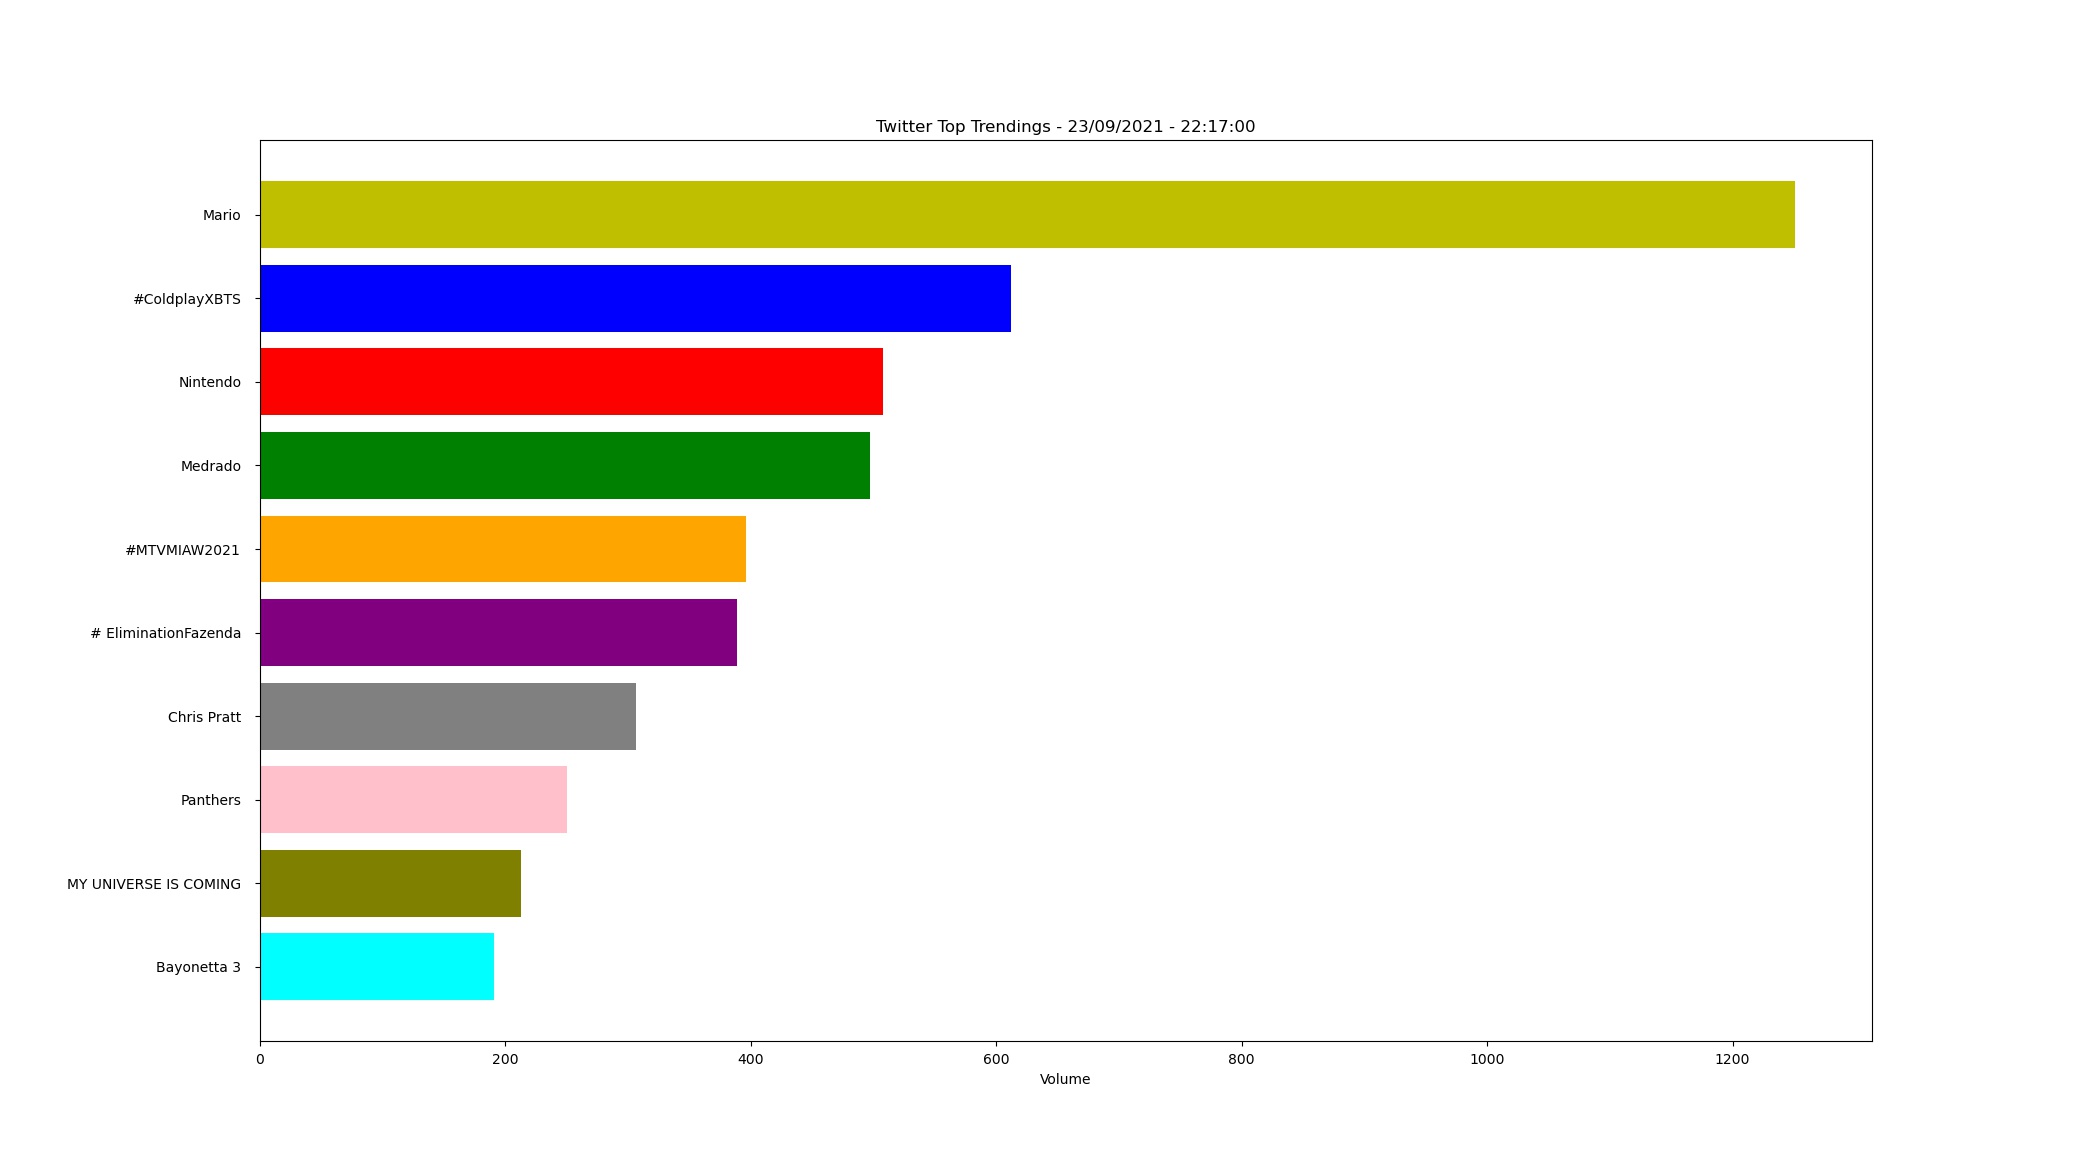 Twitter Top Trendings - 23/09/2021 - 22:17:00
Mario
#ColdplayXBTS
Nintendo
Medrado
#MTVMIAW2021
# EliminationFazenda
Chris Pratt
Panthers
MY UNIVERSE IS COMING
Bayonetta 3
0 200 400 600 800 1000 1200
Volume